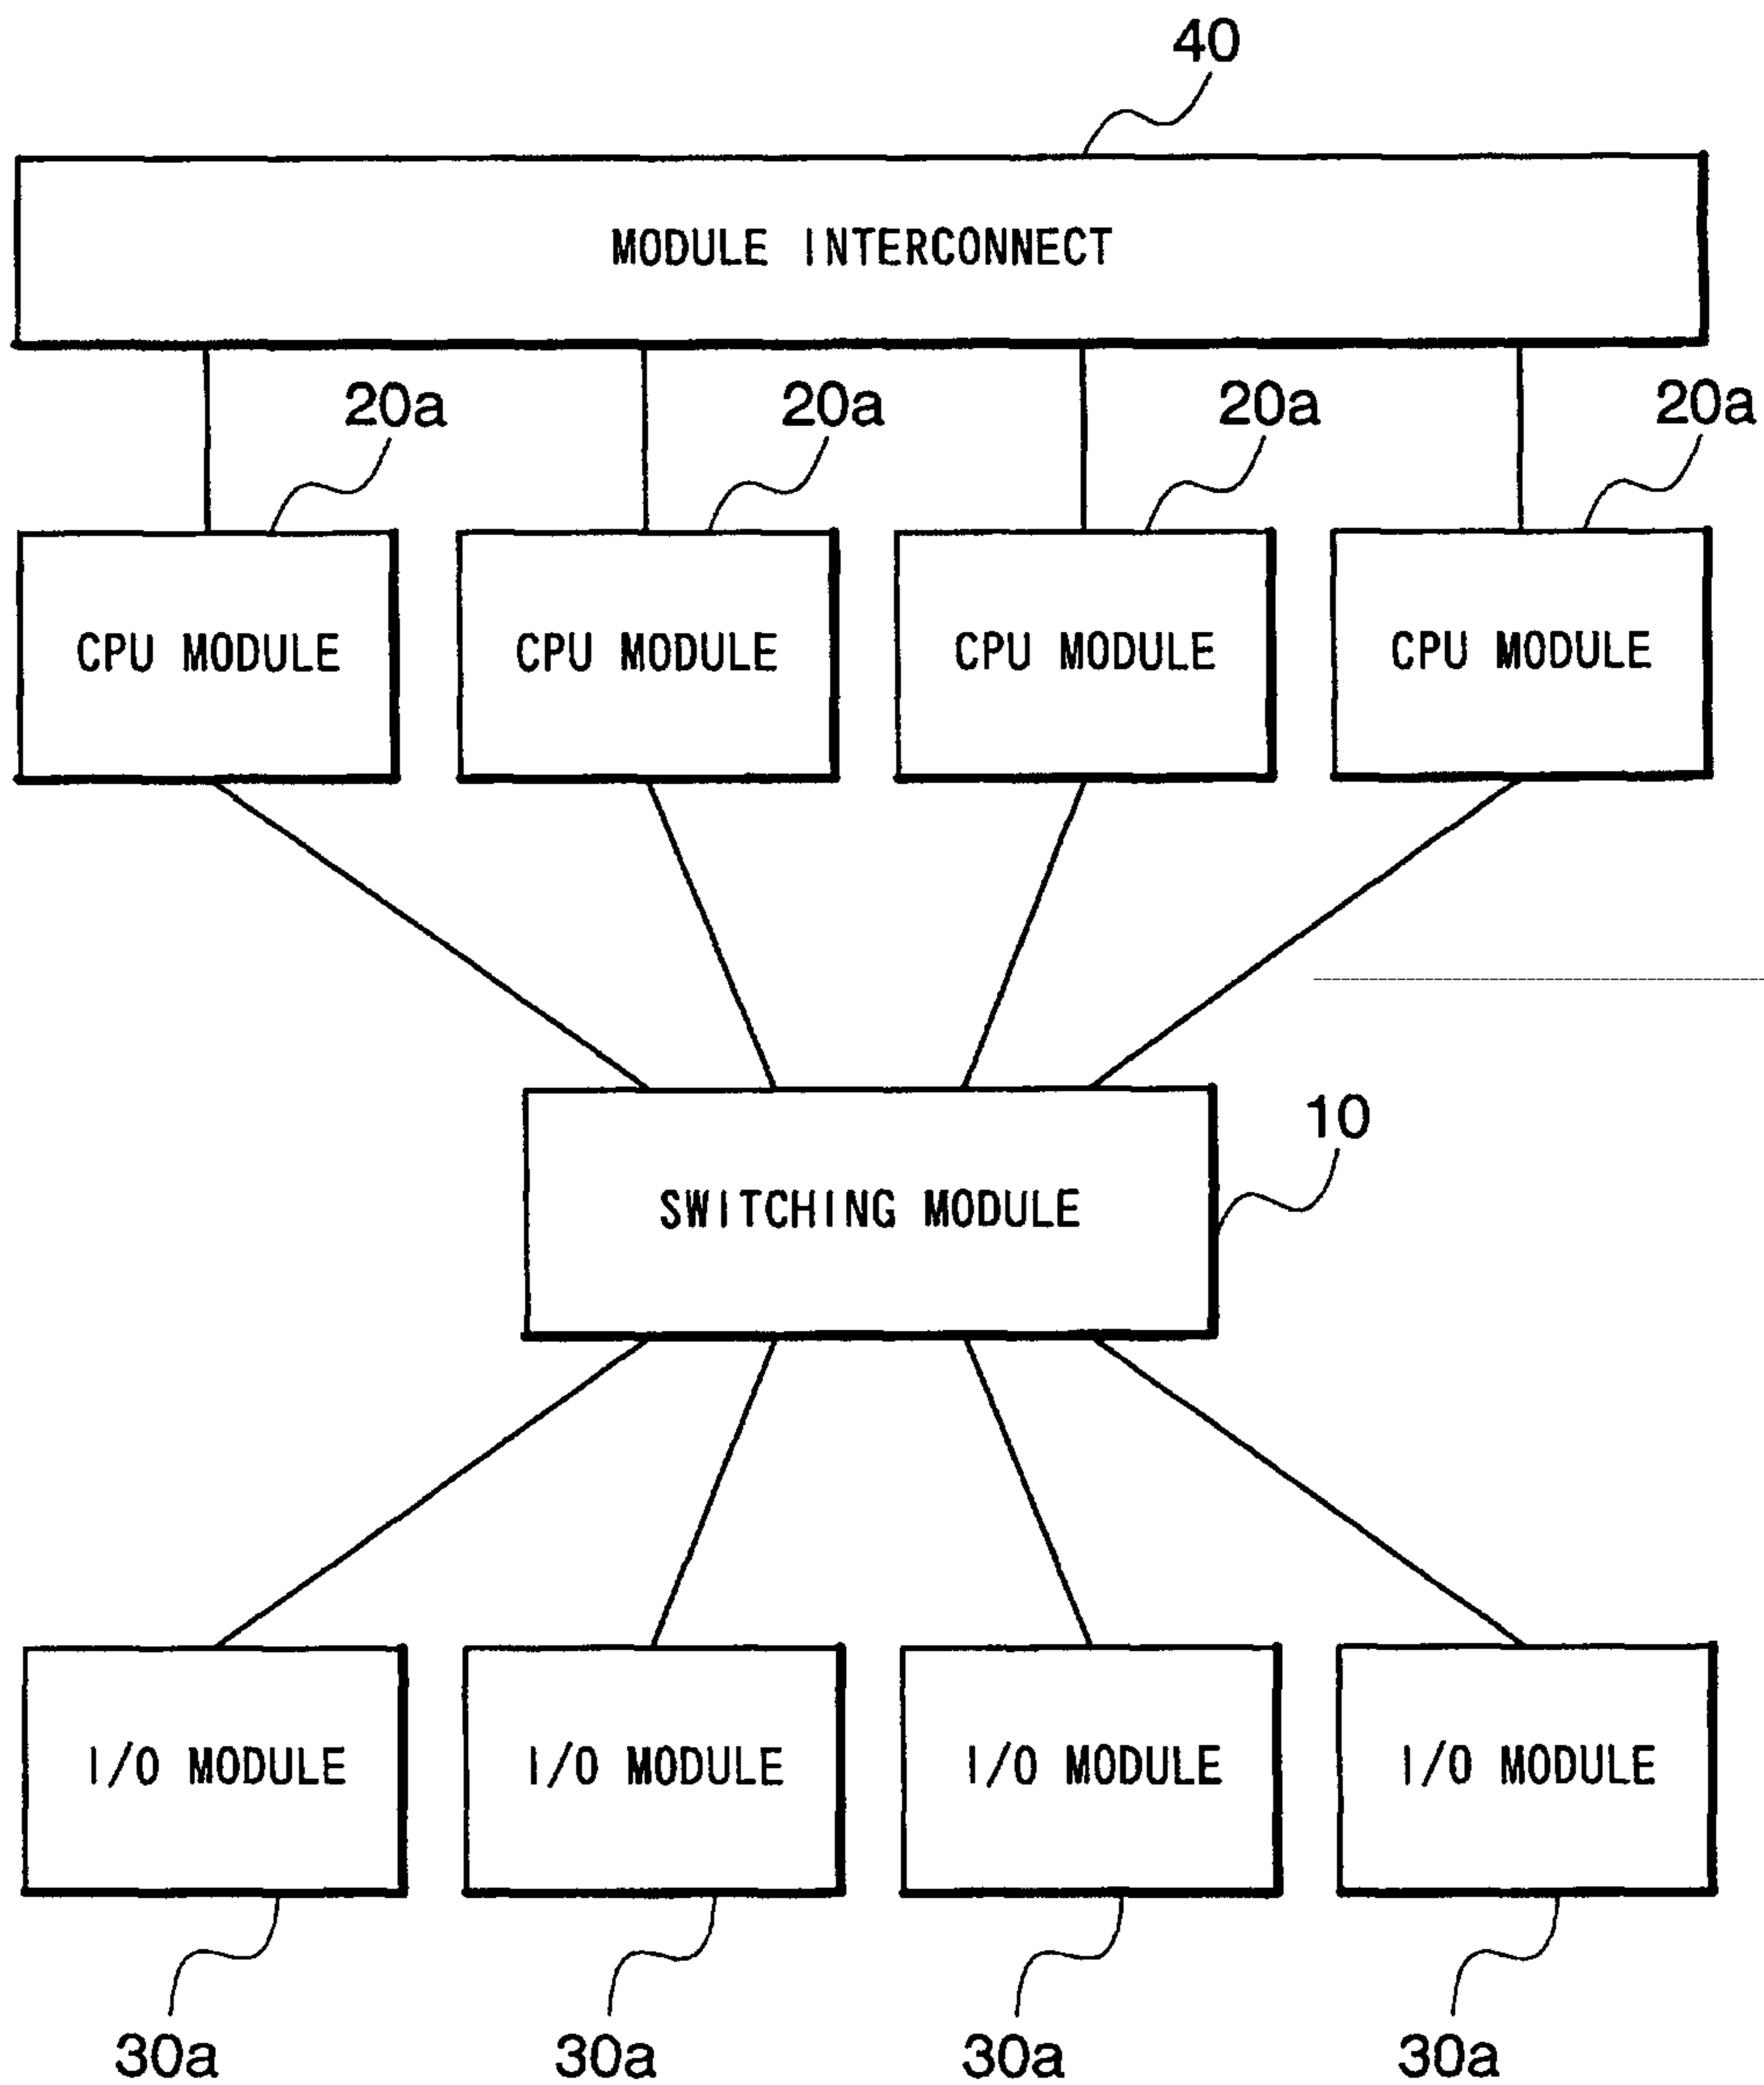 40
MODULE INTERCONNECT
20a 20a 20a 20a
CPU MODULE CPU MODULE CPU MODULE CPU MODULE
10
SWITCHING MODULE
I/O MODULE I/O MODULE I/O MODULE I/O MODULE
30a 30a 30a 30a